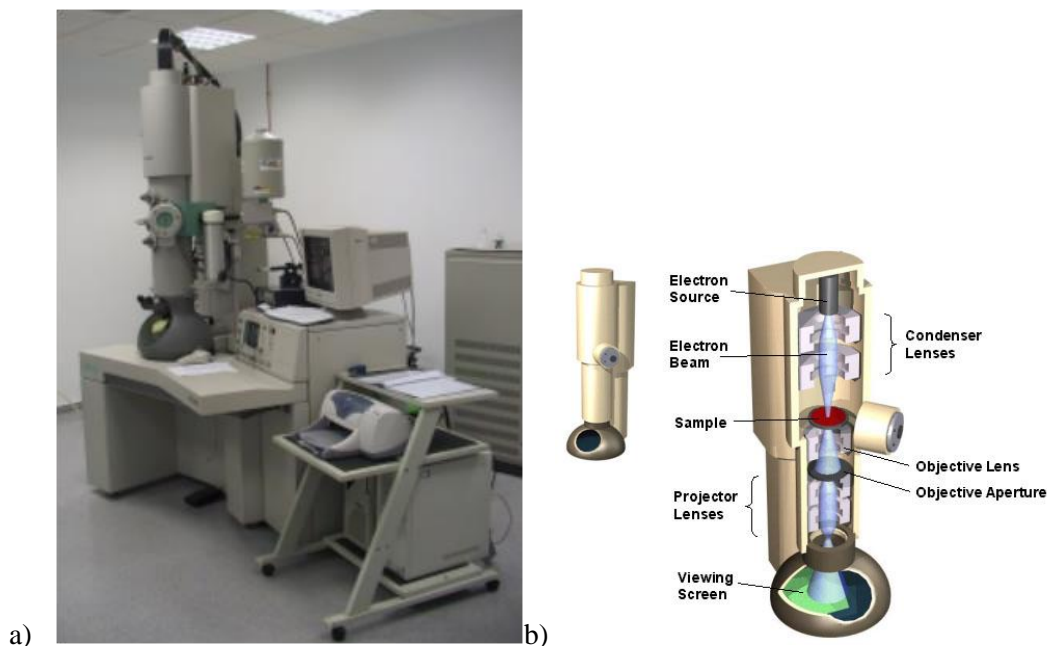 a)
b)
Electron
Source
Electron
Beam
Condenser
Lenses
Sample
Objective Lens
Objective Aperture
Projector
Lenses
Viewing
Screen